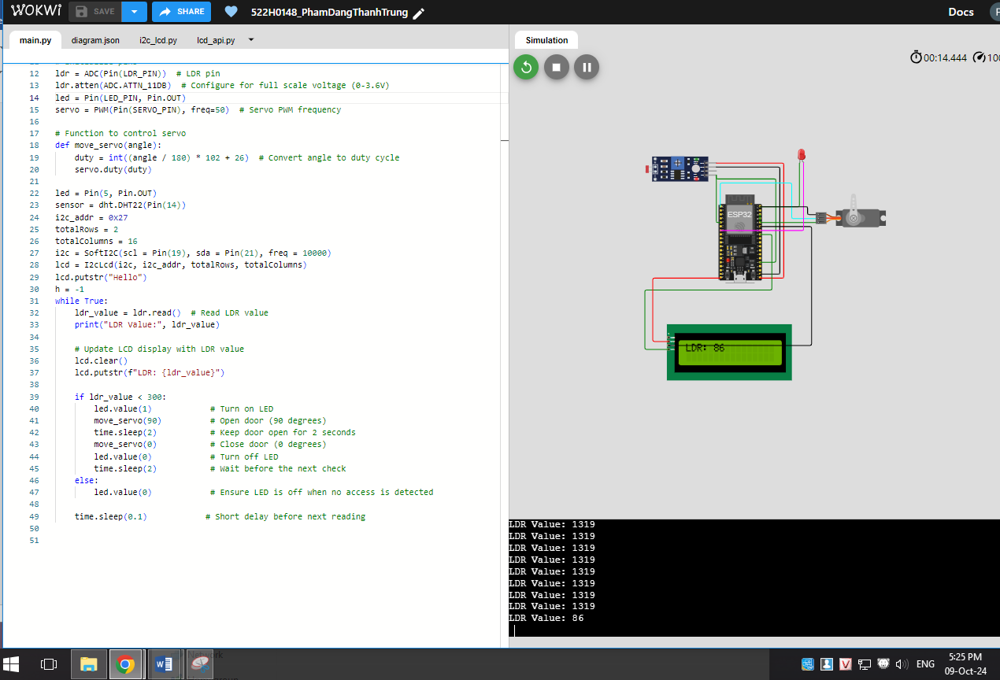 WOKWI SAVE SHARE 522H0148_PhamDangThanhTrung Docs
main.py diagram.json i2c_lcd.py lcd_api.py
Simulation
00:14.444
12 ldr = ADC(Pin(LDR_PIN))  # LDR pin
13 ldr.atten(ADC.ATTN_11DB)  # Configure for full scale voltage (0-3.6V)
14 led = Pin(LED_PIN, Pin.OUT)
15 servo = PWM(Pin(SERVO_PIN), freq=50)  # Servo PWM frequency
16
17 # Function to control servo
18 def move_servo(angle):
19     duty = int((angle / 180) * 102 + 26)  # Convert angle to duty cycle
20     servo.duty(duty)
21
22 led = Pin(5, Pin.OUT)
23 sensor = dht.DHT22(Pin(14))
24 i2c_addr = 0x27
25 totalRows = 2
26 totalColumns = 16
27 i2c = SoftI2C(scl = Pin(19), sda = Pin(21), freq = 10000)
28 lcd = I2cLcd(i2c, i2c_addr, totalRows, totalColumns)
29 lcd.putstr("Hello")
30 h = -1
31 while True:
32     ldr_value = ldr.read()  # Read LDR value
33     print("LDR Value:", ldr_value)
34
35     # Update LCD display with LDR value
36     lcd.clear()
37     lcd.putstr(f"LDR: {ldr_value}")
38
39     if ldr_value < 300:
40         led.value(1)            # Turn on LED
41         move_servo(90)          # Open door (90 degrees)
42         time.sleep(2)           # Keep door open for 2 seconds
43         move_servo(0)           # Close door (0 degrees)
44         led.value(0)            # Turn off LED
45         time.sleep(2)           # Wait before the next check
46     else:
47         led.value(0)            # Ensure LED is off when no access is detected
48
49     time.sleep(0.1)            # Short delay before next reading
50
51
ESP32
LDR: 86
LDR Value: 1319
LDR Value: 1319
LDR Value: 1319
LDR Value: 1319
LDR Value: 1319
LDR Value: 1319
LDR Value: 1319
LDR Value: 1319
LDR Value: 86
Network
ENG
5:25 PM
09-Oct-24